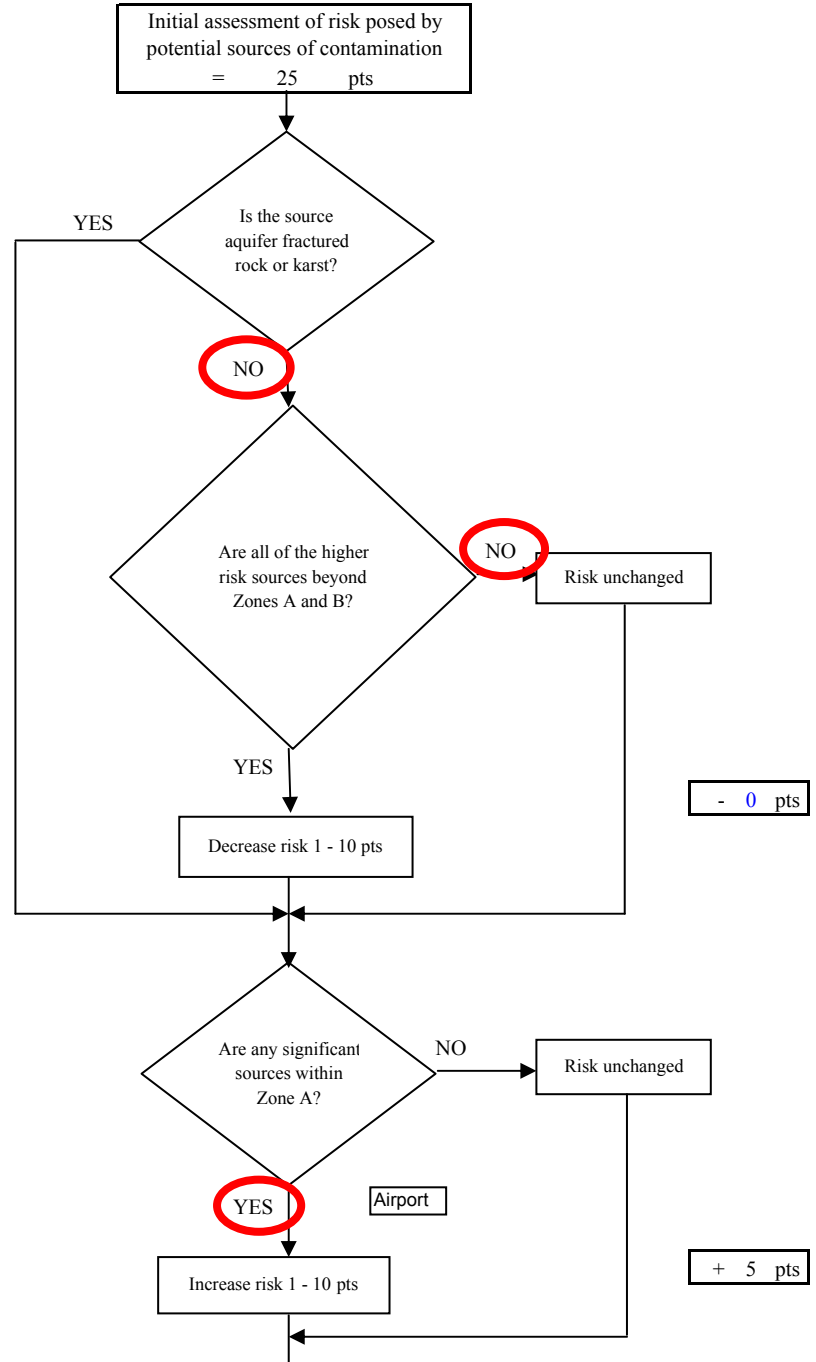 Initial assessment of risk posed by
potential sources of contamination
= 25 pts
YES
Is the source
aquifer fractured
rock or karst?
NO
Are all of the higher
risk sources beyond
Zones A and B?
NO
Risk unchanged
YES
- 0 pts
Decrease risk 1 - 10 pts
Are any significant
sources within
Zone A?
NO
Risk unchanged
YES
Airport
Increase risk 1 - 10 pts
+ 5 pts